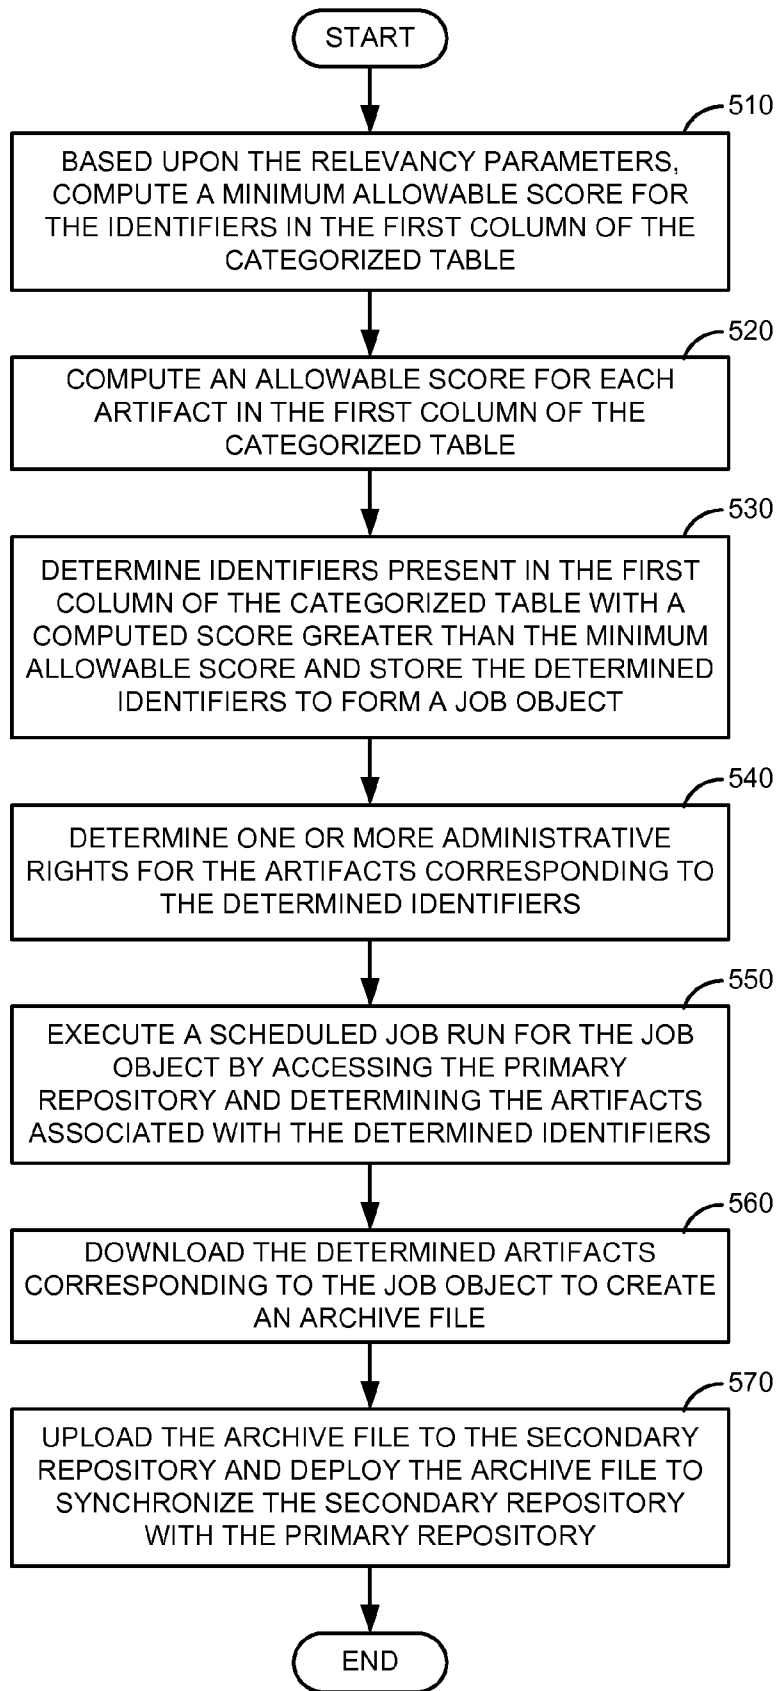 START
510
BASED UPON THE RELEVANCY PARAMETERS,
COMPUTE A MINIMUM ALLOWABLE SCORE FOR
THE IDENTIFIERS IN THE FIRST COLUMN OF THE
CATEGORIZED TABLE
520
COMPUTE AN ALLOWABLE SCORE FOR EACH
ARTIFACT IN THE FIRST COLUMN OF THE
CATEGORIZED TABLE
530
DETERMINE IDENTIFIERS PRESENT IN THE FIRST
COLUMN OF THE CATEGORIZED TABLE WITH A
COMPUTED SCORE GREATER THAN THE MINIMUM
ALLOWABLE SCORE AND STORE THE DETERMINED
IDENTIFIERS TO FORM A JOB OBJECT
540
DETERMINE ONE OR MORE ADMINISTRATIVE
RIGHTS FOR THE ARTIFACTS CORRESPONDING TO
THE DETERMINED IDENTIFIERS
550
EXECUTE A SCHEDULED JOB RUN FOR THE JOB
OBJECT BY ACCESSING THE PRIMARY
REPOSITORY AND DETERMINING THE ARTIFACTS
ASSOCIATED WITH THE DETERMINED IDENTIFIERS
560
DOWNLOAD THE DETERMINED ARTIFACTS
CORRESPONDING TO THE JOB OBJECT TO CREATE
AN ARCHIVE FILE
570
UPLOAD THE ARCHIVE FILE TO THE SECONDARY
REPOSITORY AND DEPLOY THE ARCHIVE FILE TO
SYNCHRONIZE THE SECONDARY REPOSITORY
WITH THE PRIMARY REPOSITORY
END